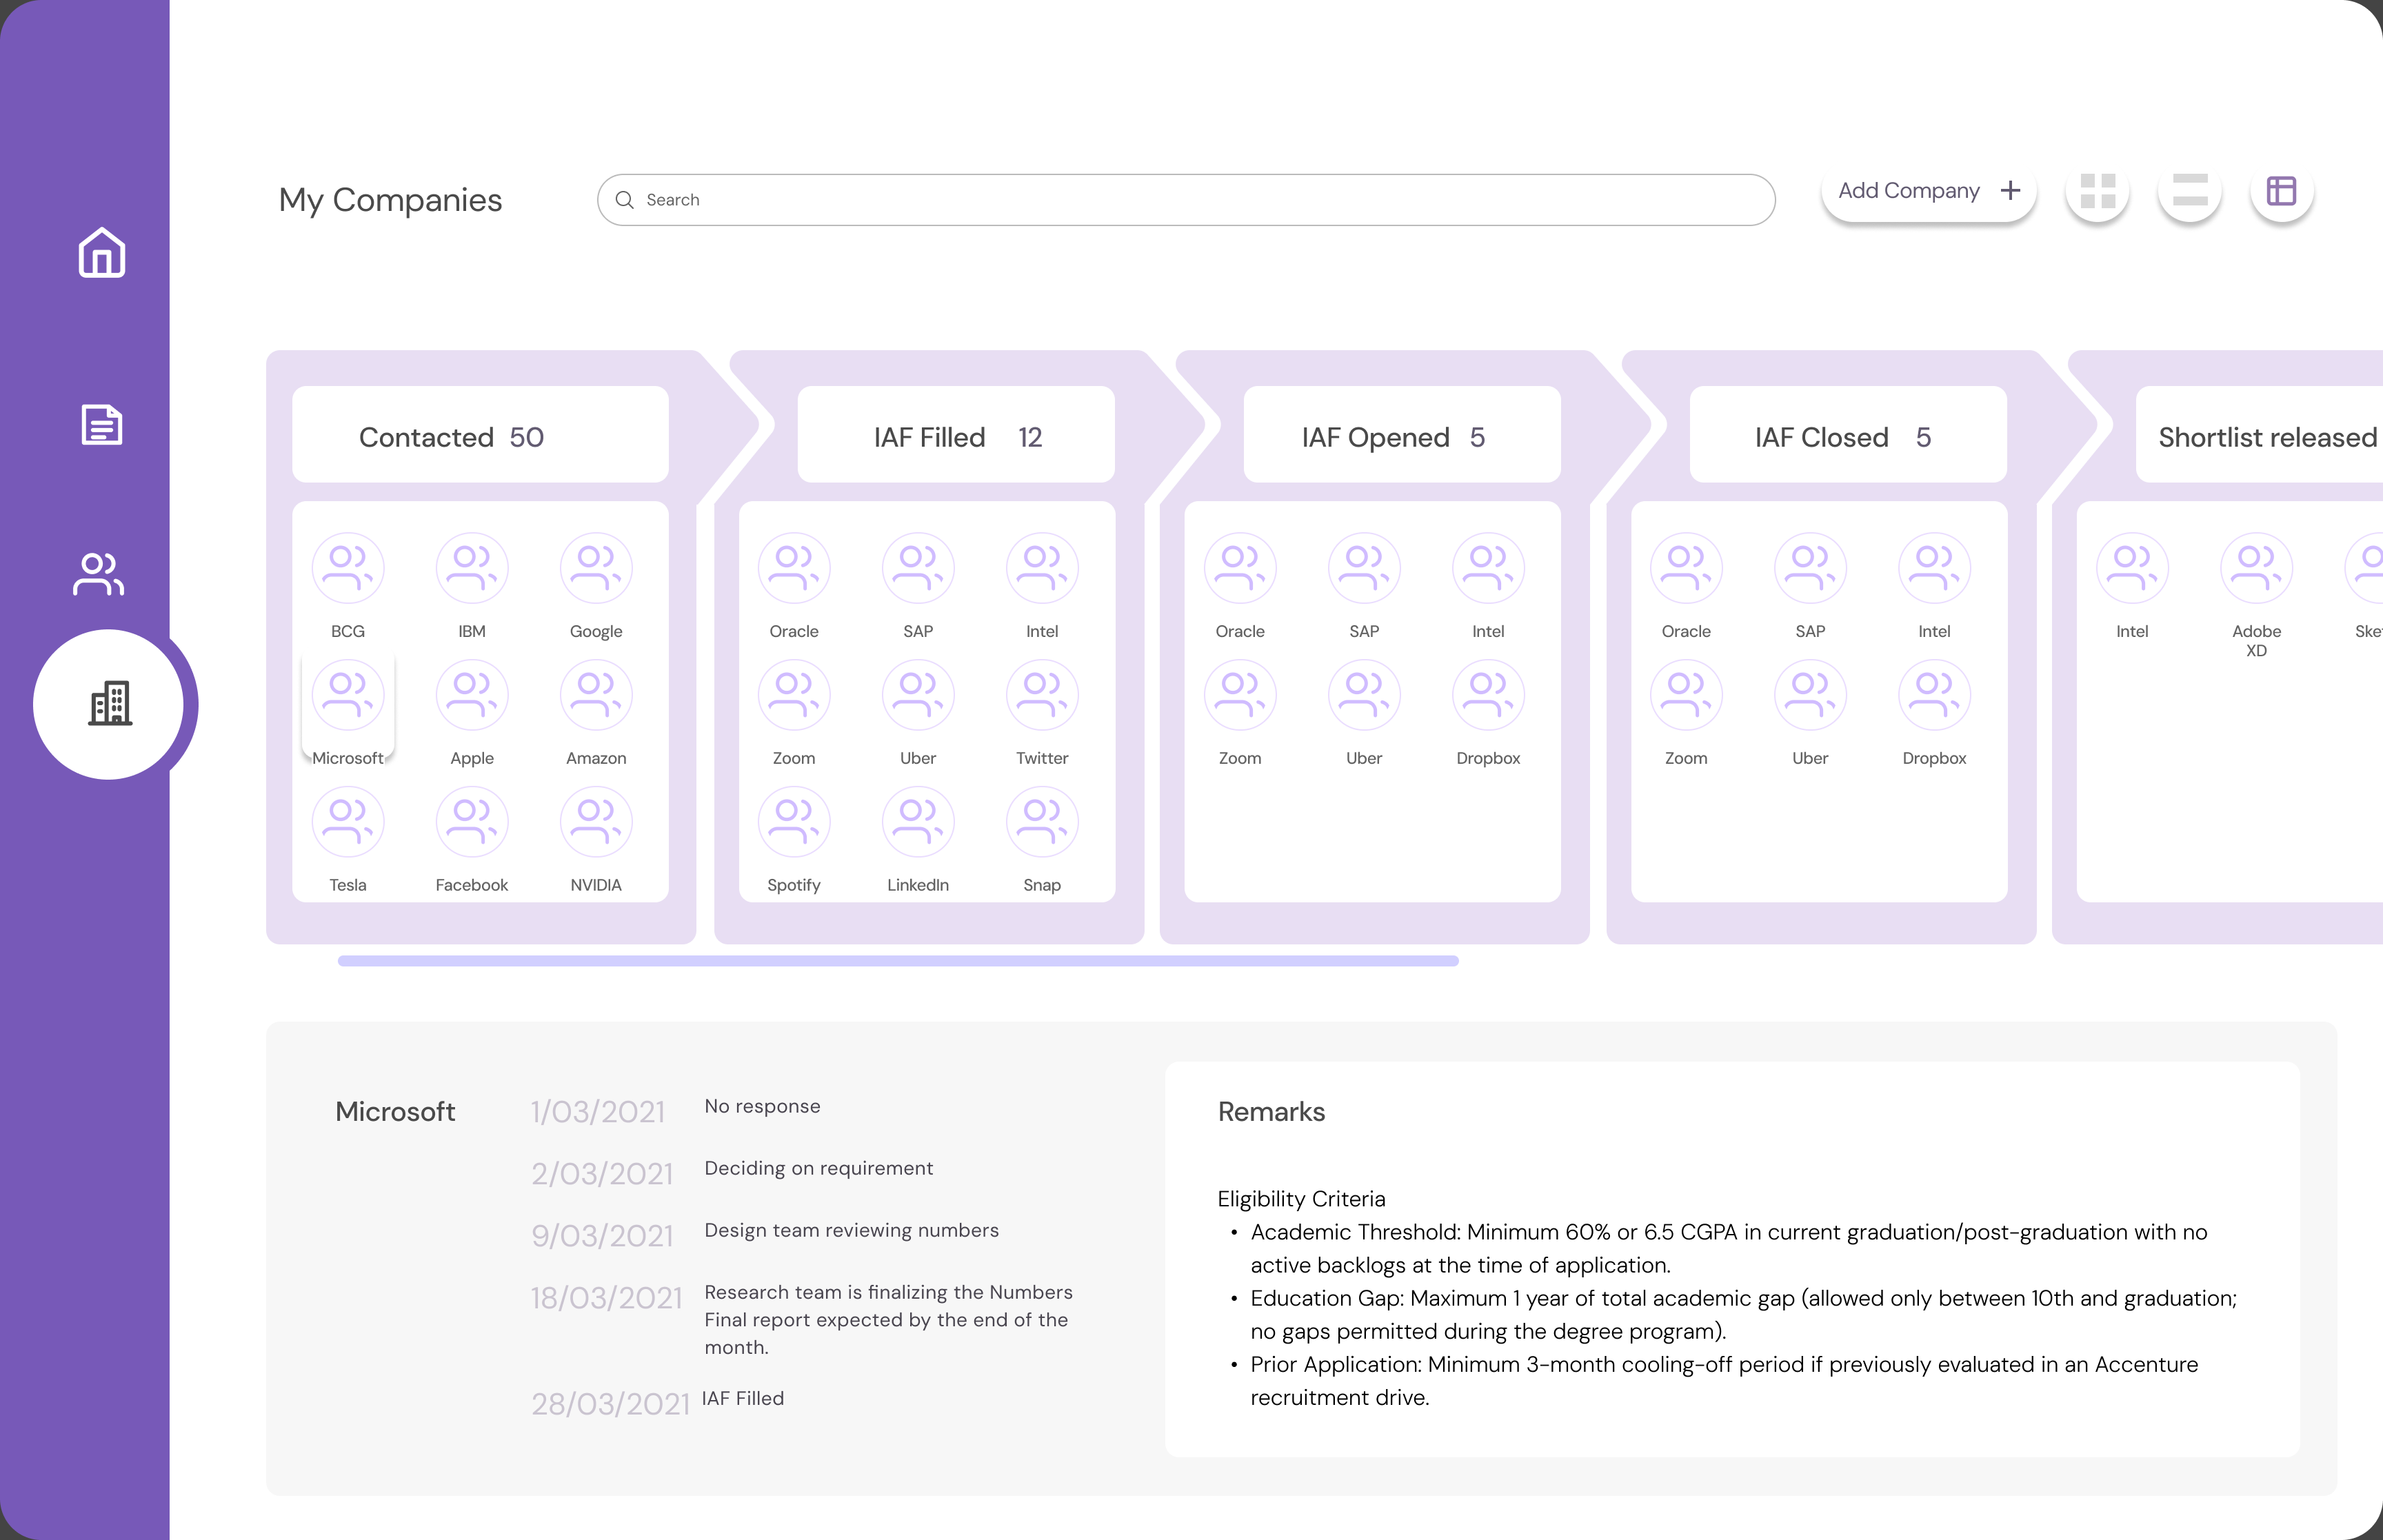 My Companies
Search
Add Company +
Contacted 50
IAF Filled 12
IAF Opened 5
IAF Closed 5
Shortlist released
BCG IBM Google
Microsoft Apple Amazon
Tesla Facebook NVIDIA
Oracle SAP Intel
Zoom Uber Twitter
Spotify LinkedIn Snap
Oracle SAP Intel
Zoom Uber Dropbox
Oracle SAP Intel
Zoom Uber Dropbox
Intel Adobe
XD
Microsoft
1/03/2021 No response
2/03/2021 Deciding on requirement
9/03/2021 Design team reviewing numbers
18/03/2021 Research team is finalizing the Numbers
Final report expected by the end of the
month.
28/03/2021 IAF Filled
Remarks
Eligibility Criteria
• Academic Threshold: Minimum 60% or 6.5 CGPA in current graduation/post-graduation with no
active backlogs at the time of application.
• Education Gap: Maximum 1 year of total academic gap (allowed only between 10th and graduation;
no gaps permitted during the degree program).
• Prior Application: Minimum 3-month cooling-off period if previously evaluated in an Accenture
recruitment drive.